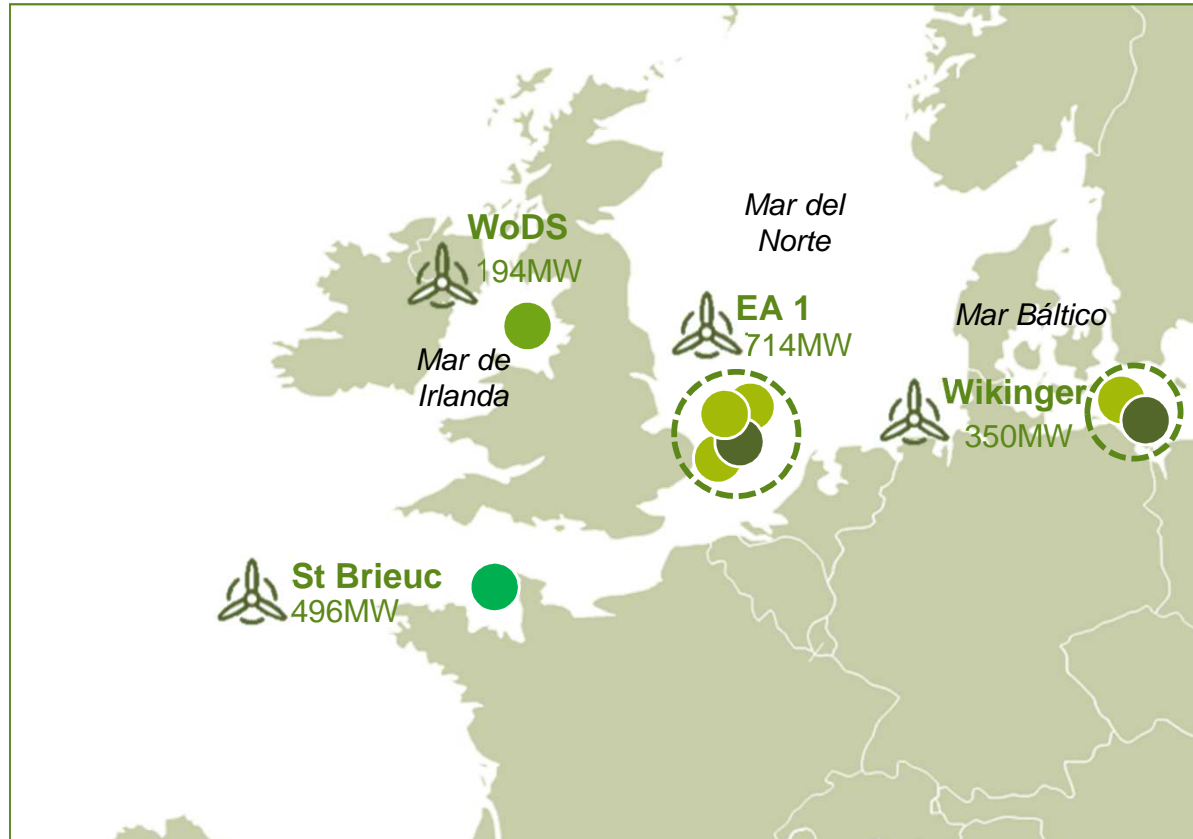 WoDS
194MW
Mar del
Norte
EA 1
714MW
Mar Báltico
Mar de
Irlanda
Wikinger
350MW
St Brieuc
496MW